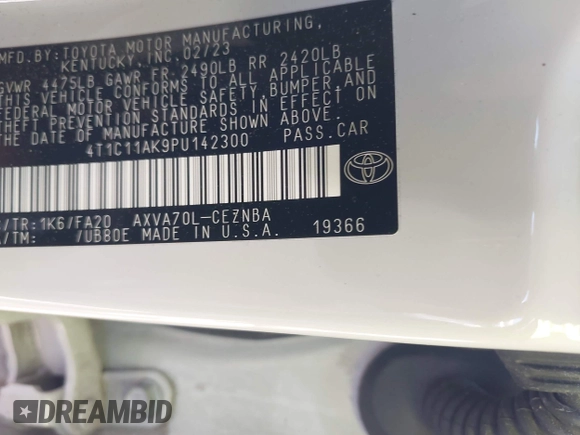 MFD.BY:TOYOTA MOTOR MANUFACTURING,
KENTUCKY,INC. 02/23
GVWR 4475LB GAWR FR 2490LB RR 2420LB
THIS VEHICLE CONFORMS TO ALL APPLICABLE
FEDERAL MOTOR VEHICLE SAFETY,BUMPER,AND
THEFT PREVENTION STANDARDS IN EFFECT ON
THE DATE OF MANUFACTURE SHOWN ABOVE.
4T1C11AK9PU142300 PASS.CAR
C/TR:1K6/FA20 AXVA70L-CEZNBA
A/TM: /UB80E MADE IN U.S.A. 19366
DREAMBID